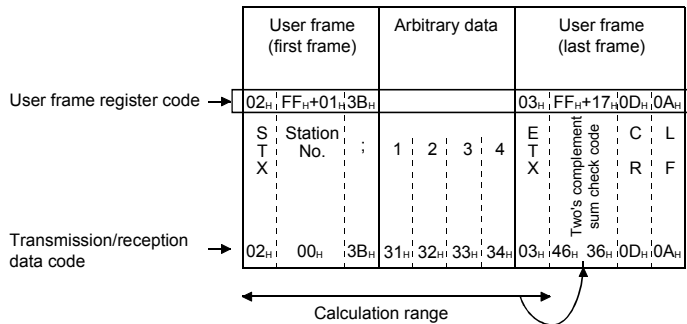 User frame
(first frame)
Arbitrary data
User frame
(last frame)
User frame register code
02H FFH+01H 3BH
03H FFH+17H 0DH 0AH
STX
Station
No.
;
1 2 3 4
ETX
Two's complement
sum check code
CR
LF
Transmission/reception
data code
02H 00H 3BH 31H 32H 33H 34H 03H 46H 36H 0DH 0AH
Calculation range